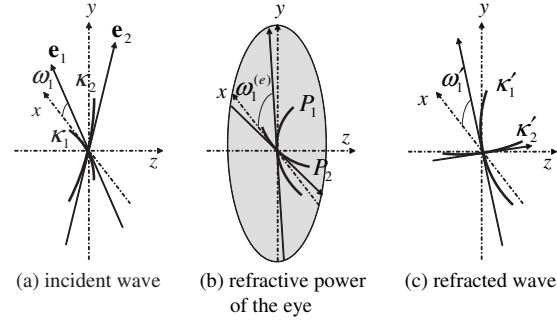 y
e₁
e₂
ω₁
κ₂
x
κ₁
z
(a) incident wave
y
ω₁⁽ᵉ⁾
x
P₁
P₂
z
(b) refractive power
of the eye
y
ω₁′
κ₁′
x
κ₂′
z
(c) refracted wave